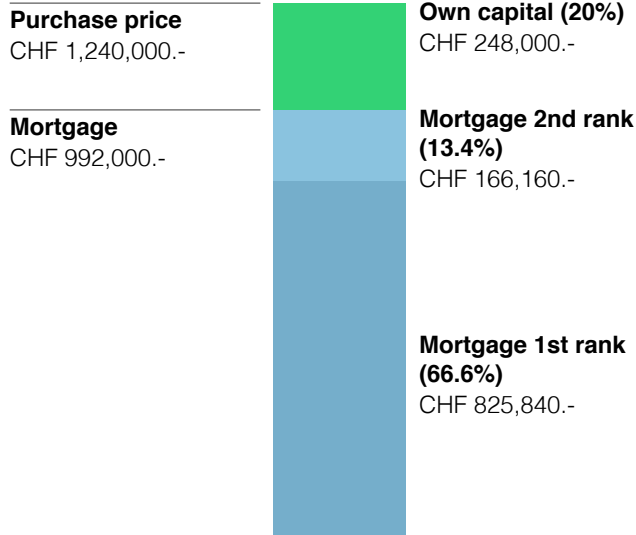 Purchase price
CHF 1,240,000.-
Own capital (20%)
CHF 248,000.-
Mortgage
CHF 992,000.-
Mortgage 2nd rank
(13.4%)
CHF 166,160.-
Mortgage 1st rank
(66.6%)
CHF 825,840.-